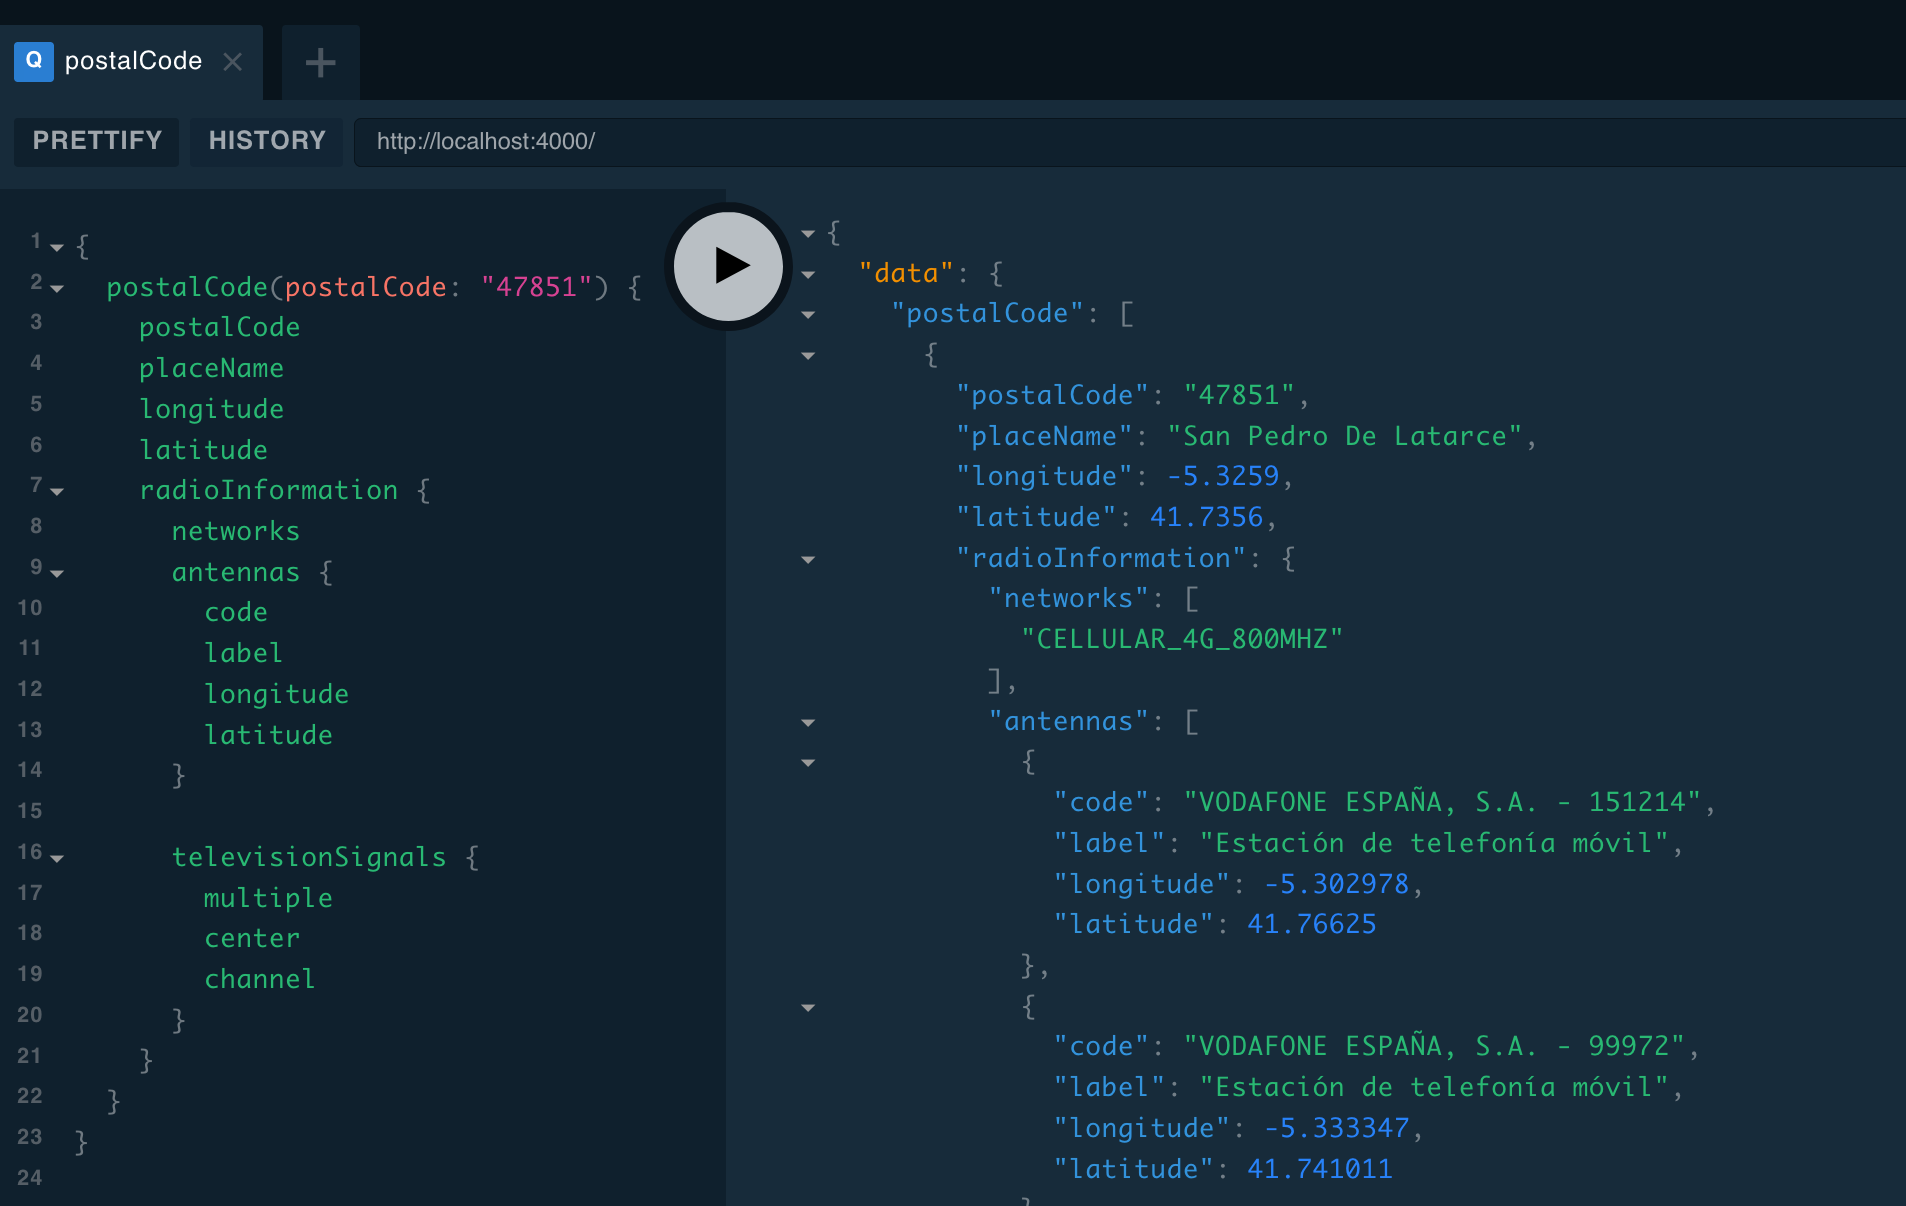 Q postalCode
PRETTIFY HISTORY http://localhost:4000/
1 {
2 postalCode(postalCode: "47851") {
3 postalCode
4 placeName
5 longitude
6 latitude
7 radioInformation {
8 networks
9 antennas {
10 code
11 label
12 longitude
13 latitude
14 }
15
16 televisionSignals {
17 multiple
18 center
19 channel
20 }
21 }
22 }
23 }
24
{
"data": {
"postalCode": [
{
"postalCode": "47851",
"placeName": "San Pedro De Latarce",
"longitude": -5.3259,
"latitude": 41.7356,
"radioInformation": {
"networks": [
"CELLULAR_4G_800MHZ"
],
"antennas": [
{
"code": "VODAFONE ESPAÑA, S.A. - 151214",
"label": "Estación de telefonía móvil",
"longitude": -5.302978,
"latitude": 41.76625
},
{
"code": "VODAFONE ESPAÑA, S.A. - 99972",
"label": "Estación de telefonía móvil",
"longitude": -5.333347,
"latitude": 41.741011